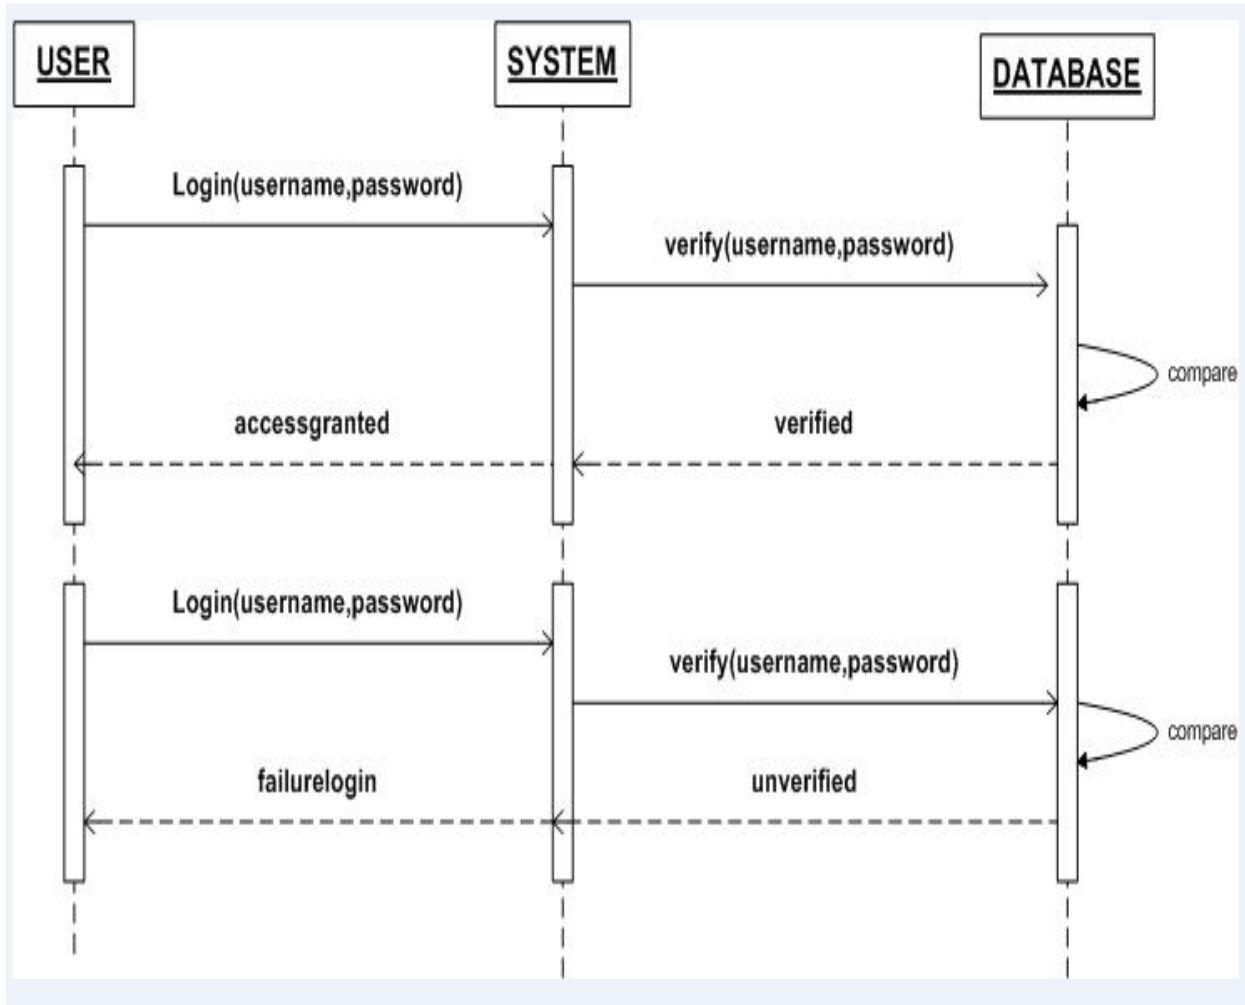 USER
SYSTEM
DATABASE
Login(username,password)
verify(username,password)
compare
accessgranted
verified
Login(username,password)
verify(username,password)
compare
failurelogin
unverified